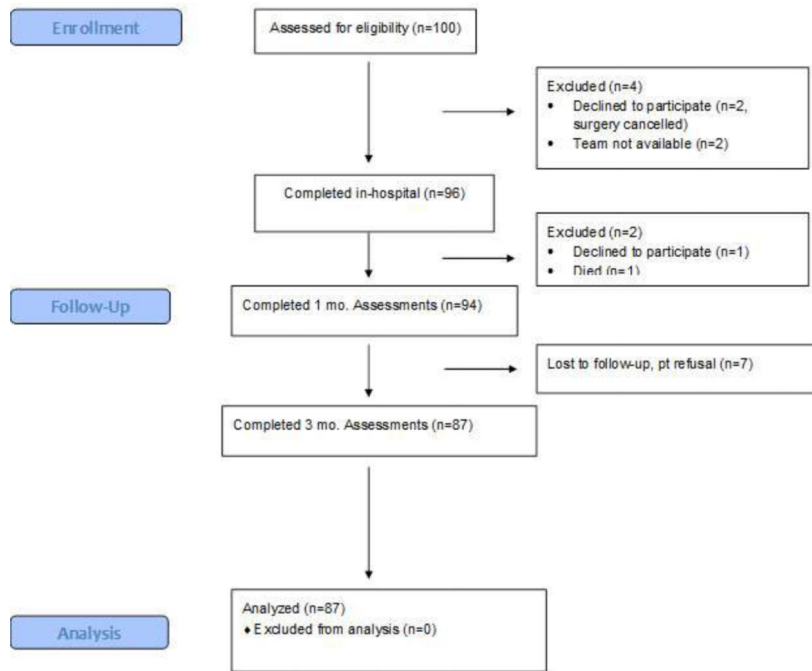 Enrollment
Assessed for eligibility (n=100)
Excluded (n=4)
• Declined to participate (n=2,
surgery cancelled)
• Team not available (n=2)
Completed in-hospital (n=96)
Excluded (n=2)
• Declined to participate (n=1)
• Died (n=1)
Follow-Up
Completed 1 mo. Assessments (n=94)
Lost to follow-up, pt refusal (n=7)
Completed 3 mo. Assessments (n=87)
Analyzed (n=87)
♦ Excluded from analysis (n=0)
Analysis